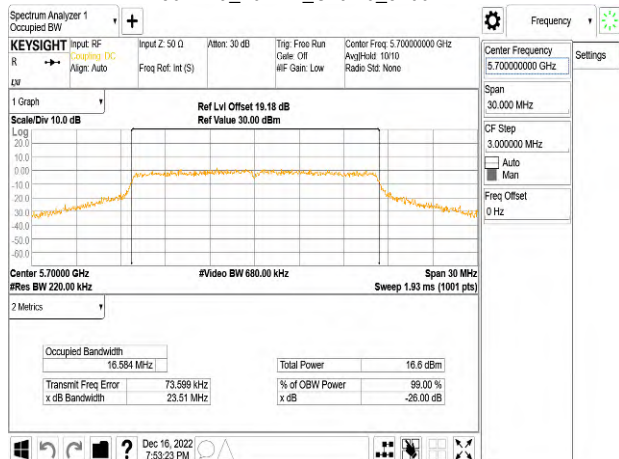 Spectrum Analyzer 1
Occupied BW
Frequency
KEYSIGHT
Input: RF
Coupling: DC
Align: Auto
Input Z: 50 Ω
Freq Ref: Int (S)
Atten: 30 dB
Trig: Free Run
Gate: Off
#IF Gain: Low
Center Freq: 5.700000000 GHz
Avg|Hold: 10/10
Radio Std: None
R
LXI
Center Frequency
5.700000000 GHz
Settings
Span
30.000 MHz
CF Step
3.000000 MHz
Auto
Man
Freq Offset
0 Hz
1 Graph
Scale/Div 10.0 dB
Ref Lvl Offset 19.18 dB
Ref Value 30.00 dBm
Log
20.0
10.0
0.00
-10.0
-20.0
-30.0
-40.0
-50.0
-60.0
Center 5.70000 GHz
#Video BW 680.00 kHz
Span 30 MHz
#Res BW 220.00 kHz
Sweep 1.93 ms (1001 pts)
2 Metrics
Occupied Bandwidth
16.584 MHz
Total Power 16.6 dBm
Transmit Freq Error 73.599 kHz
% of OBW Power 99.00 %
x dB Bandwidth 23.51 MHz
x dB -26.00 dB
?
Dec 16, 2022
7:53:23 PM